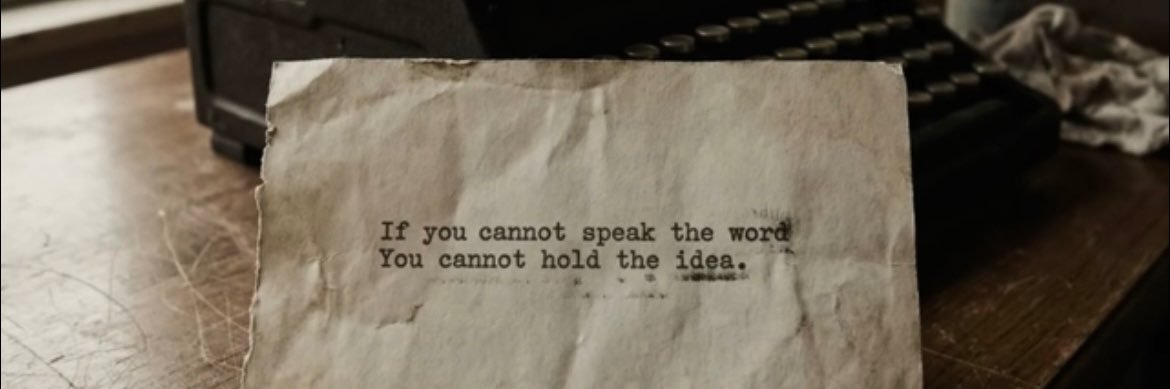 If you cannot speak the word
You cannot hold the idea.